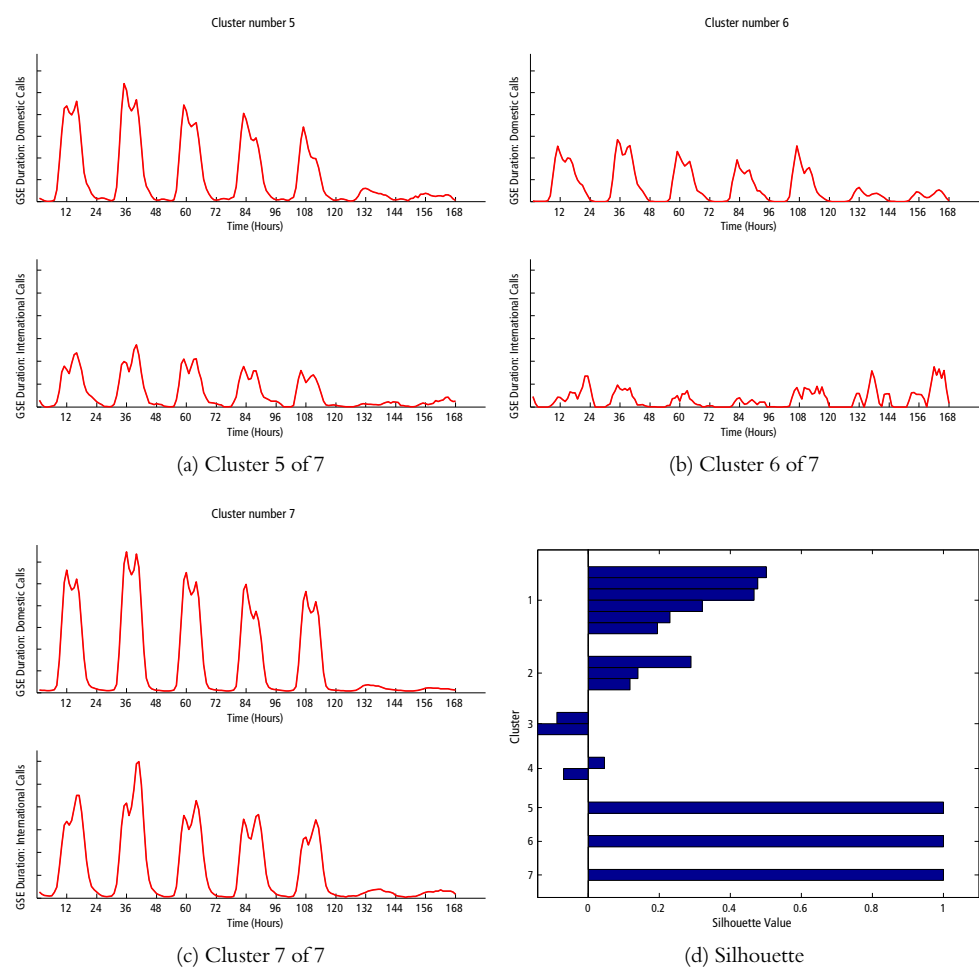 Cluster number 5
GSE Duration: Domestic Calls
12 24 36 48 60 72 84 96 108 120 132 144 156 168
Time (Hours)
GSE Duration: International Calls
12 24 36 48 60 72 84 96 108 120 132 144 156 168
Time (Hours)
(a) Cluster 5 of 7
Cluster number 6
GSE Duration: Domestic Calls
12 24 36 48 60 72 84 96 108 120 132 144 156 168
Time (Hours)
GSE Duration: International Calls
12 24 36 48 60 72 84 96 108 120 132 144 156 168
Time (Hours)
(b) Cluster 6 of 7
Cluster number 7
GSE Duration: Domestic Calls
12 24 36 48 60 72 84 96 108 120 132 144 156 168
Time (Hours)
GSE Duration: International Calls
12 24 36 48 60 72 84 96 108 120 132 144 156 168
Time (Hours)
(c) Cluster 7 of 7
Cluster
1
2
3
4
5
6
7
0 0.2 0.4 0.6 0.8 1
Silhouette Value
(d) Silhouette